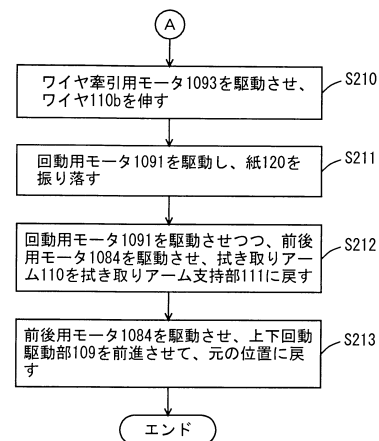 A
ワイヤ牽引用モータ1093を駆動させ、
ワイヤ110bを伸す
S210
回動用モータ1091を駆動し、紙120を
振り落す
S211
回動用モータ1091を駆動させつつ、前後
用モータ1084を駆動させ、拭き取りア
ーム110を拭き取りアーム支持部111に戻す
S212
前後用モータ1084を駆動させ、上下回動
駆動部109を前進させて、元の位置に戻
す
S213
エンド